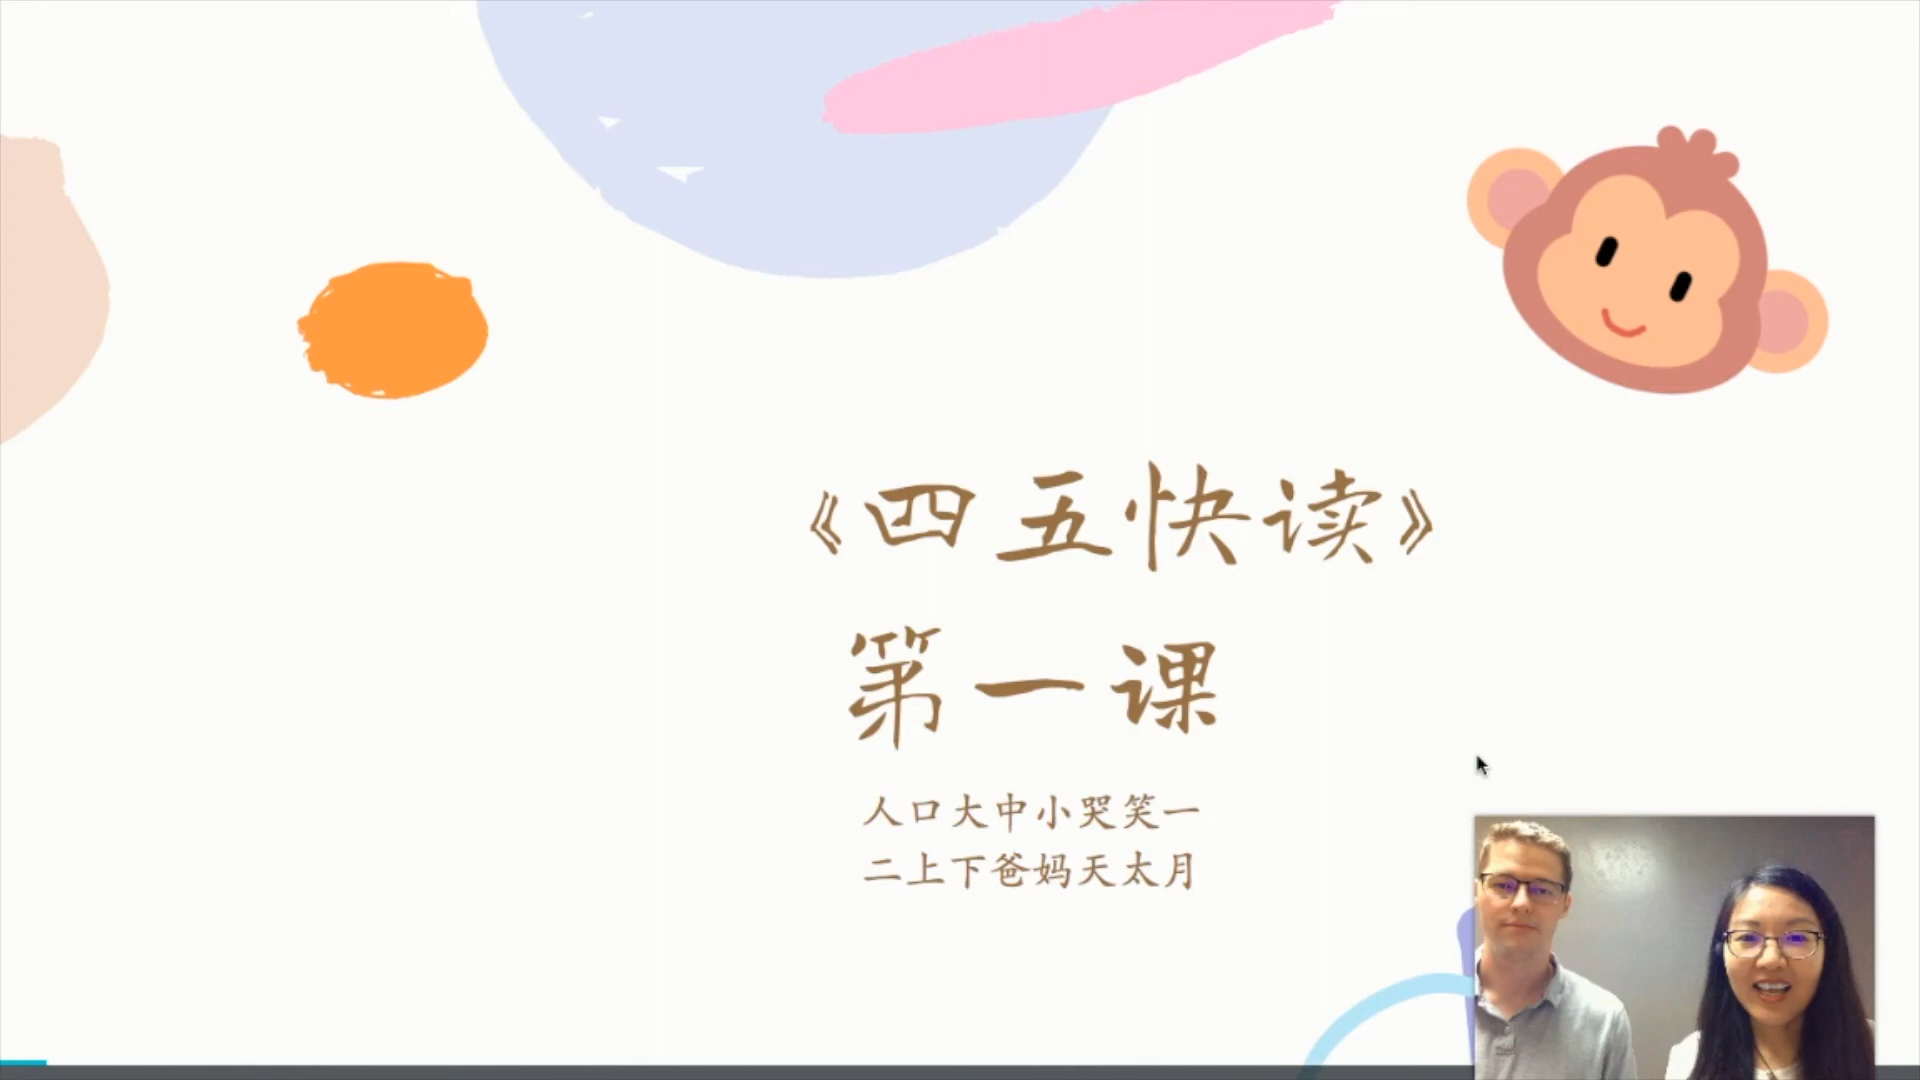 《四五快读》
第一课
人口大中小哭笑一
二上下爸妈天太月